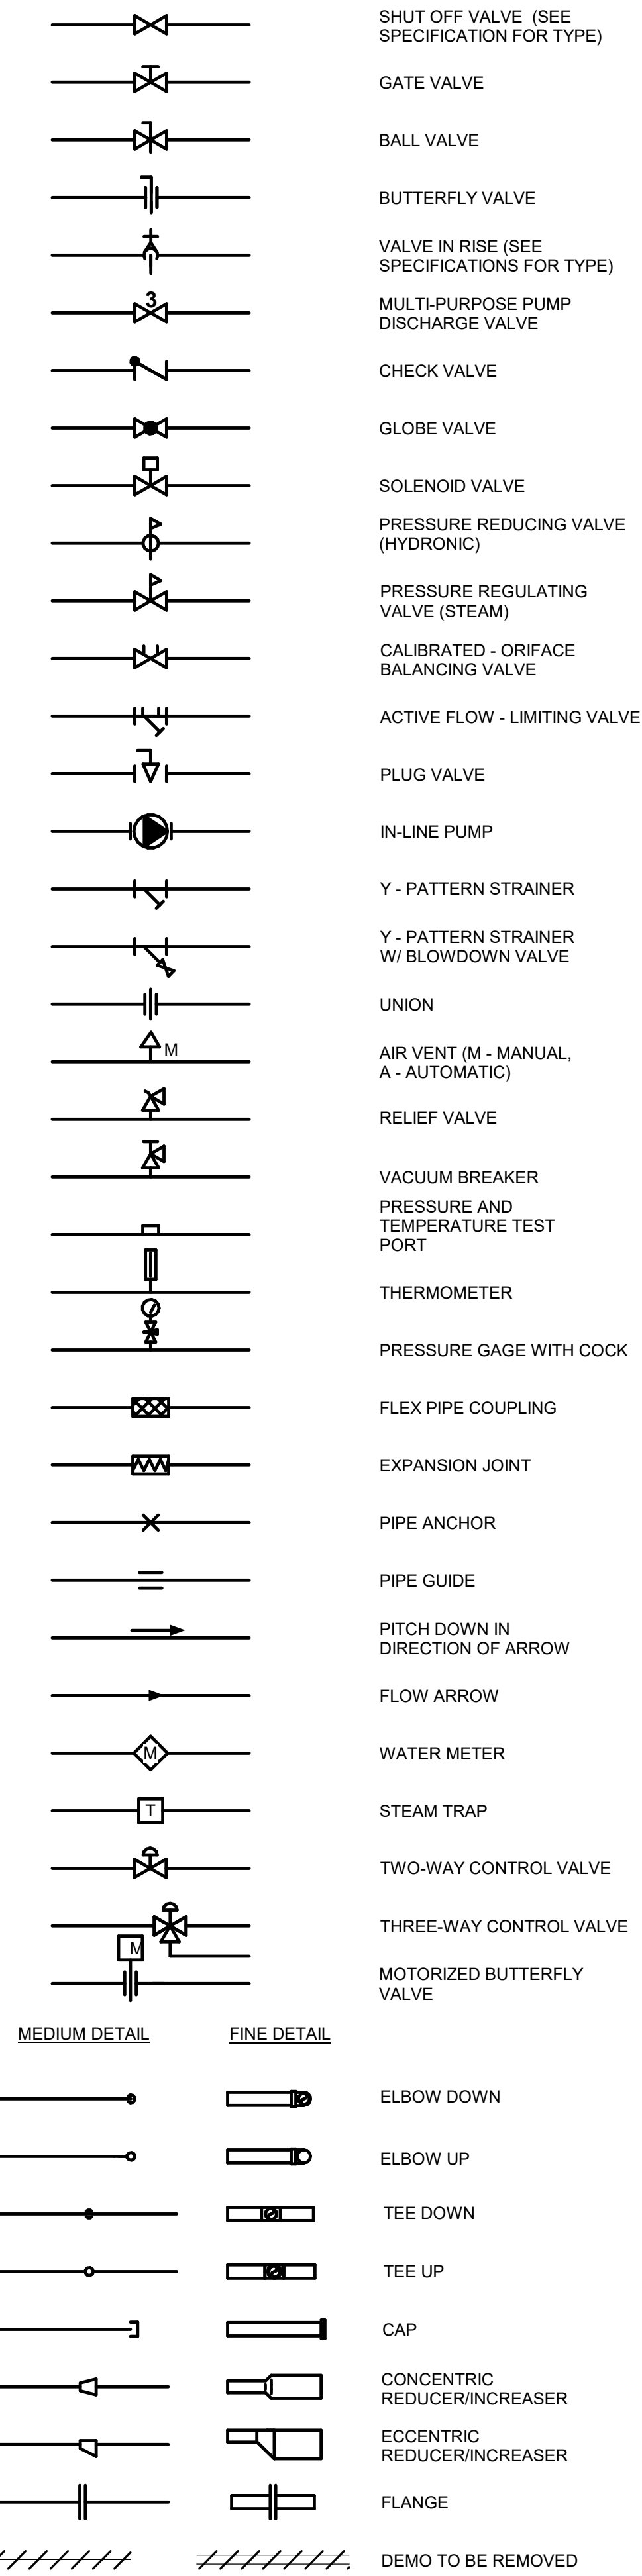 SHUT OFF VALVE (SEE
SPECIFICATION FOR TYPE)
GATE VALVE
BALL VALVE
BUTTERFLY VALVE
VALVE IN RISE (SEE
SPECIFICATIONS FOR TYPE)
3
MULTI-PURPOSE PUMP
DISCHARGE VALVE
CHECK VALVE
GLOBE VALVE
SOLENOID VALVE
PRESSURE REDUCING VALVE
(HYDRONIC)
PRESSURE REGULATING
VALVE (STEAM)
CALIBRATED - ORIFACE
BALANCING VALVE
ACTIVE FLOW - LIMITING VALVE
PLUG VALVE
IN-LINE PUMP
Y - PATTERN STRAINER
Y - PATTERN STRAINER
W/ BLOWDOWN VALVE
UNION
M
AIR VENT (M - MANUAL,
A - AUTOMATIC)
RELIEF VALVE
VACUUM BREAKER
PRESSURE AND
TEMPERATURE TEST
PORT
THERMOMETER
PRESSURE GAGE WITH COCK
FLEX PIPE COUPLING
EXPANSION JOINT
PIPE ANCHOR
PIPE GUIDE
PITCH DOWN IN
DIRECTION OF ARROW
FLOW ARROW
M WATER METER
T STEAM TRAP
TWO-WAY CONTROL VALVE
THREE-WAY CONTROL VALVE
M
MOTORIZED BUTTERFLY
VALVE
MEDIUM DETAIL FINE DETAIL
ELBOW DOWN
ELBOW UP
TEE DOWN
TEE UP
CAP
CONCENTRIC
REDUCER/INCREASER
ECCENTRIC
REDUCER/INCREASER
FLANGE
DEMO TO BE REMOVED